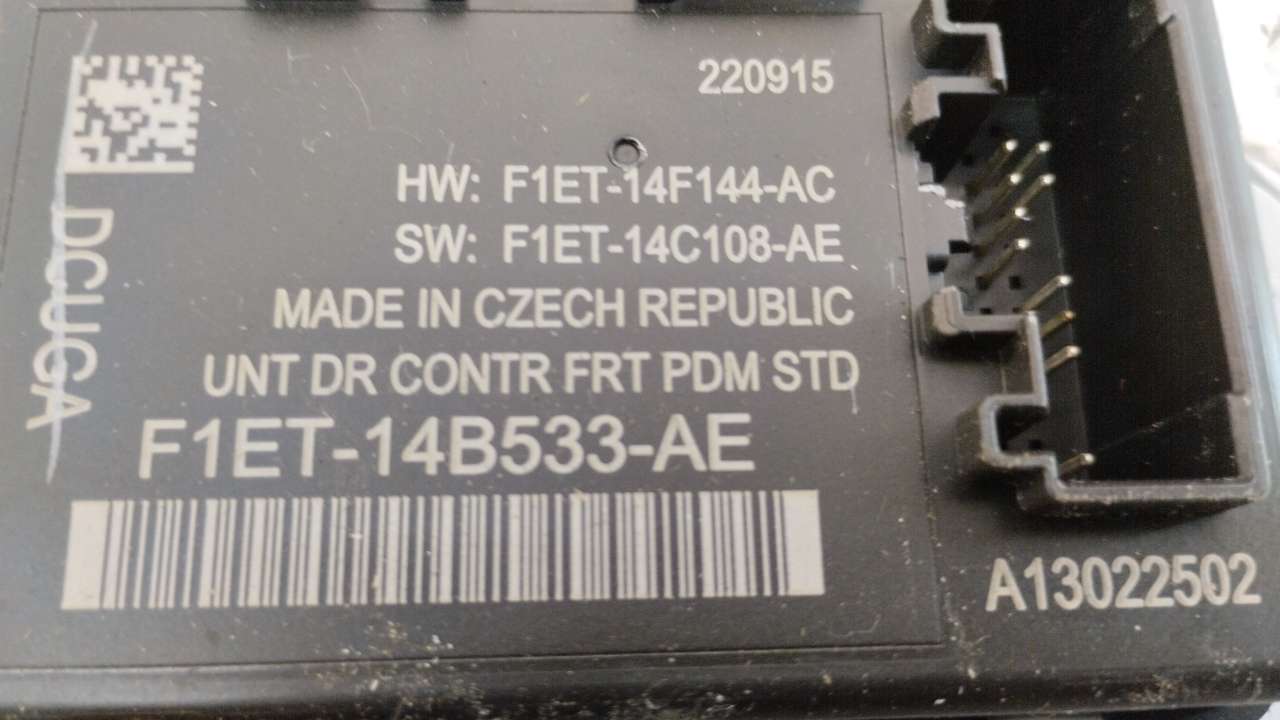 220915
HW: F1ET-14F144-AC
SW: F1ET-14C108-AE
MADE IN CZECH REPUBLIC
UNT DR CONTR FRT PDM STD
F1ET-14B533-AE
DCUGA
A13022502